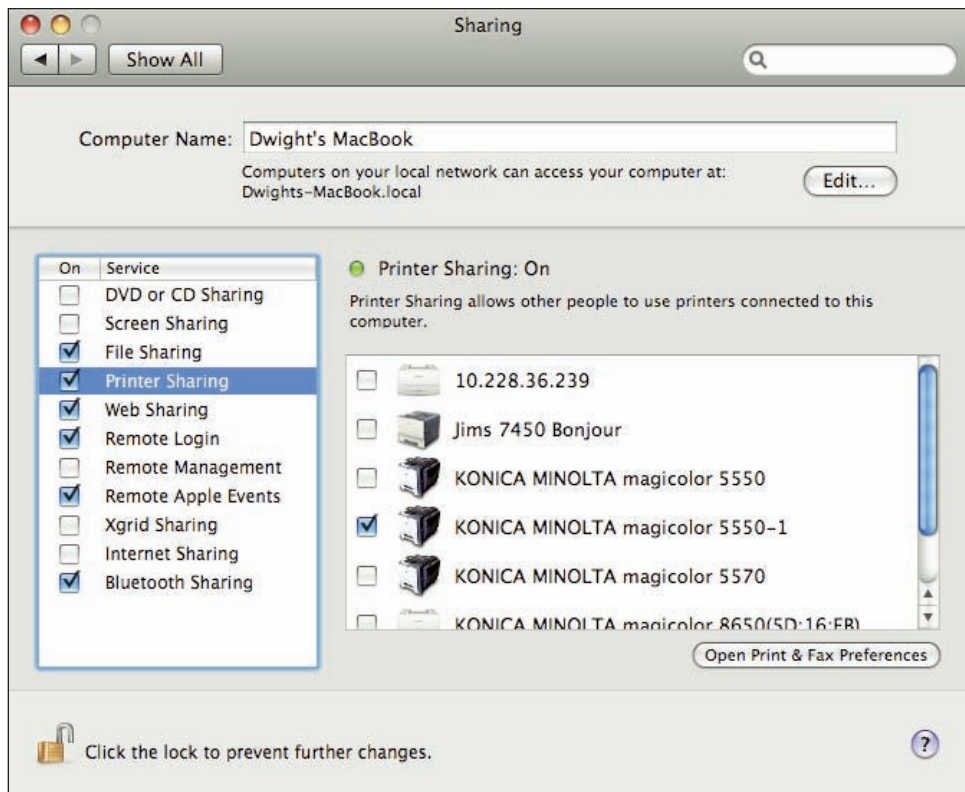 Sharing
Show All
Computer Name: Dwight's MacBook
Computers on your local network can access your computer at:
Dwights-MacBook.local
Edit...
On Service
DVD or CD Sharing
Screen Sharing
File Sharing
Printer Sharing
Web Sharing
Remote Login
Remote Management
Remote Apple Events
Xgrid Sharing
Internet Sharing
Bluetooth Sharing
Printer Sharing: On
Printer Sharing allows other people to use printers connected to this
computer.
10.228.36.239
Jims 7450 Bonjour
KONICA MINOLTA magicolor 5550
KONICA MINOLTA magicolor 5550-1
KONICA MINOLTA magicolor 5570
KONICA MINOLTA magicolor 8650(5D:16:FB)
Open Print & Fax Preferences
Click the lock to prevent further changes.
?